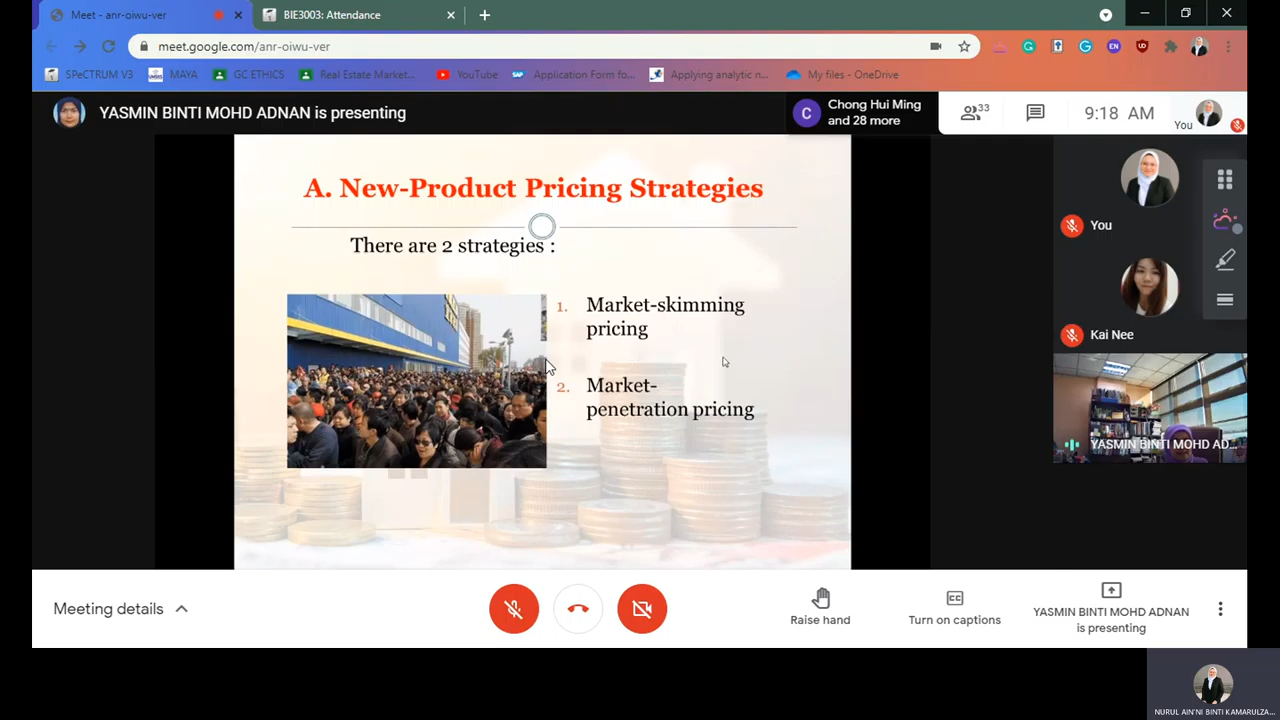 Meet - anr-oiwu-ver
BIE3003: Attendance
meet.google.com/anr-oiwu-ver
SPeCTRUM V3
MAYA
GC ETHICS
Real Estate Market...
YouTube
Application Form fo...
Applying analytic n...
My files - OneDrive
YASMIN BINTI MOHD ADNAN is presenting
C
Chong Hui Ming
and 28 more
33
9:18 AM
You
A. New-Product Pricing Strategies
There are 2 strategies :
1. Market-skimming
pricing
2. Market-
penetration pricing
You
Kai Nee
YASMIN BINTI MOHD AD...
Meeting details
Raise hand
CC
Turn on captions
YASMIN BINTI MOHD ADNAN
is presenting
NURUL AIN'NI BINTI KAMARULZA...